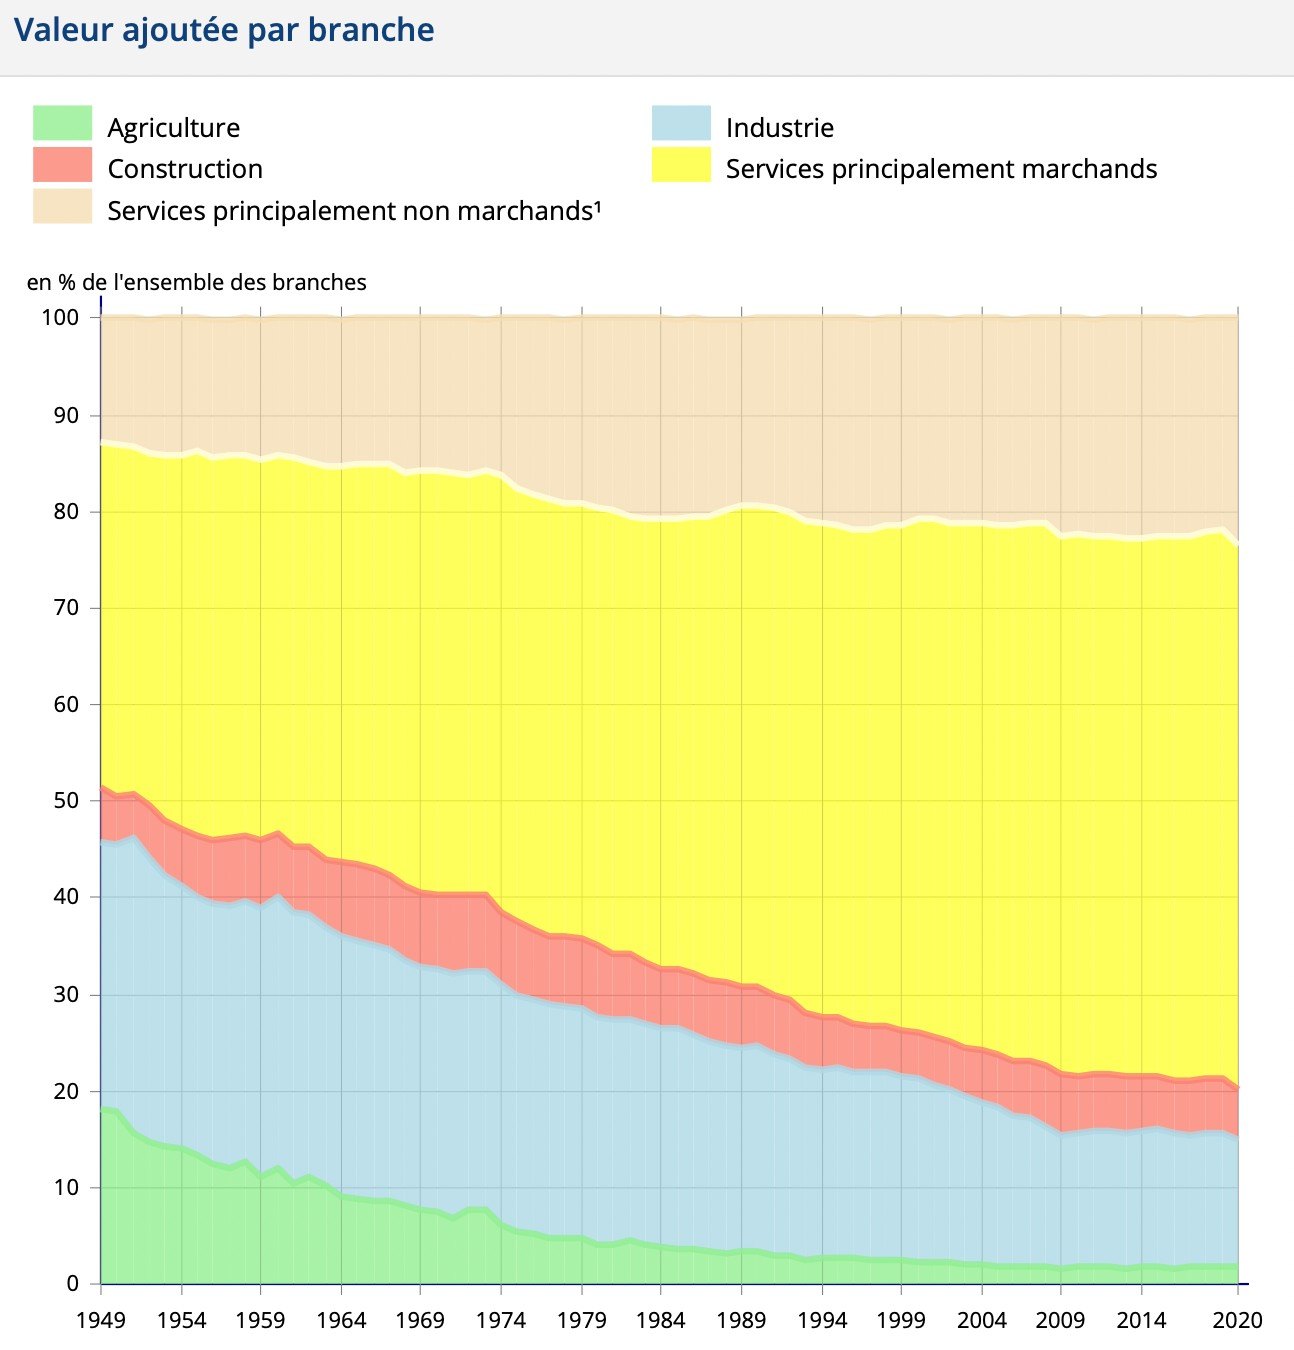 Valeur ajoutée par branche
Agriculture
Industrie
Construction
Services principalement marchands
Services principalement non marchands¹
en % de l'ensemble des branches
100
90
80
70
60
50
40
30
20
10
0
1949 1954 1959 1964 1969 1974 1979 1984 1989 1994 1999 2004 2009 2014 2020